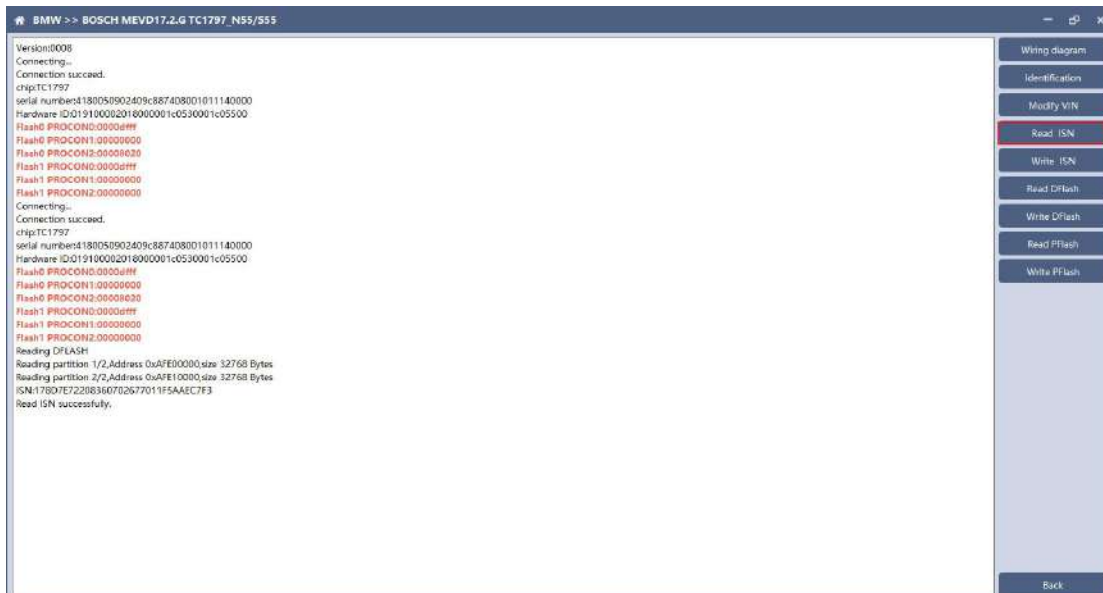 BMW >> BOSCH MEVD17.2.G TC1797_N55/S55
Version:0008
Connecting...
Connection succeed.
chip:TC1797
serial number:4180050902409c887408001011140000
Hardware ID:019100002018000001c0530001c05500
Flash0 PROCON0:0000dfff
Flash0 PROCON1:00000000
Flash0 PROCON2:00008020
Flash1 PROCON0:0000dfff
Flash1 PROCON1:00000000
Flash1 PROCON2:00000000
Connecting...
Connection succeed.
chip:TC1797
serial number:4180050902409c887408001011140000
Hardware ID:019100002018000001c0530001c05500
Flash0 PROCON0:0000dfff
Flash0 PROCON1:00000000
Flash0 PROCON2:00008020
Flash1 PROCON0:0000dfff
Flash1 PROCON1:00000000
Flash1 PROCON2:00000000
Reading DFLASH
Reading partition 1/2,Address 0xAFE00000,size 32768 Bytes
Reading partition 2/2,Address 0xAFE10000,size 32768 Bytes
ISN:178D7E72208360702677011F5AAEC7F3
Read ISN successfully.
Wiring diagram
Identification
Modify VIN
Read ISN
Write ISN
Read DFlash
Write DFlash
Read PFlash
Write PFlash
Back